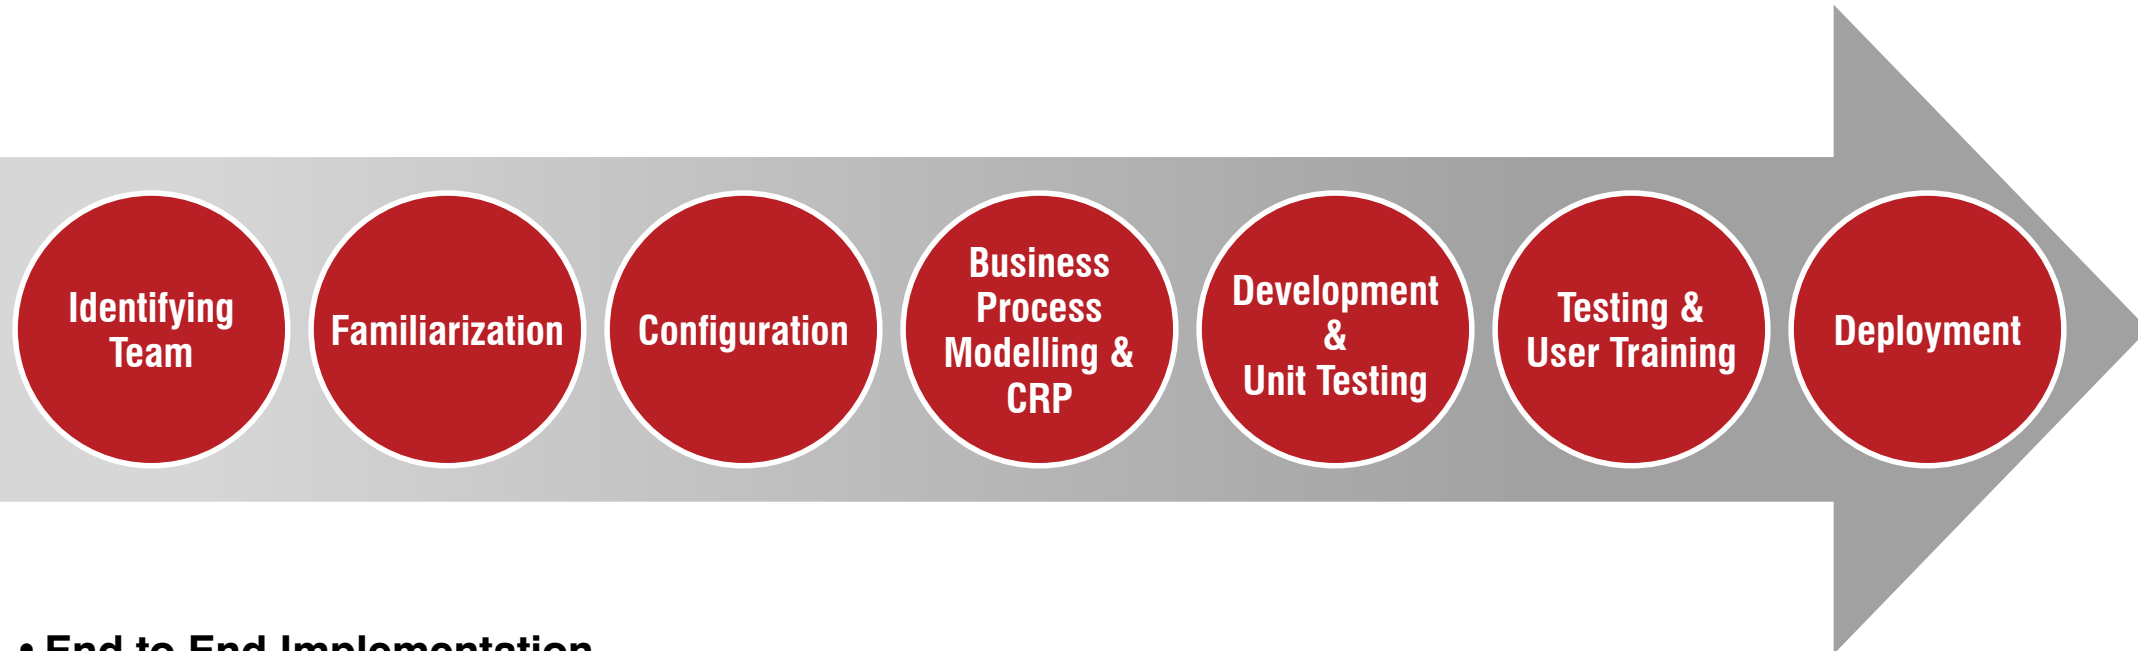 Identifying
Team
Familiarization
Configuration
Business
Process
Modelling &
CRP
Development
&
Unit Testing
Testing &
User Training
Deployment
• End to End Implementation